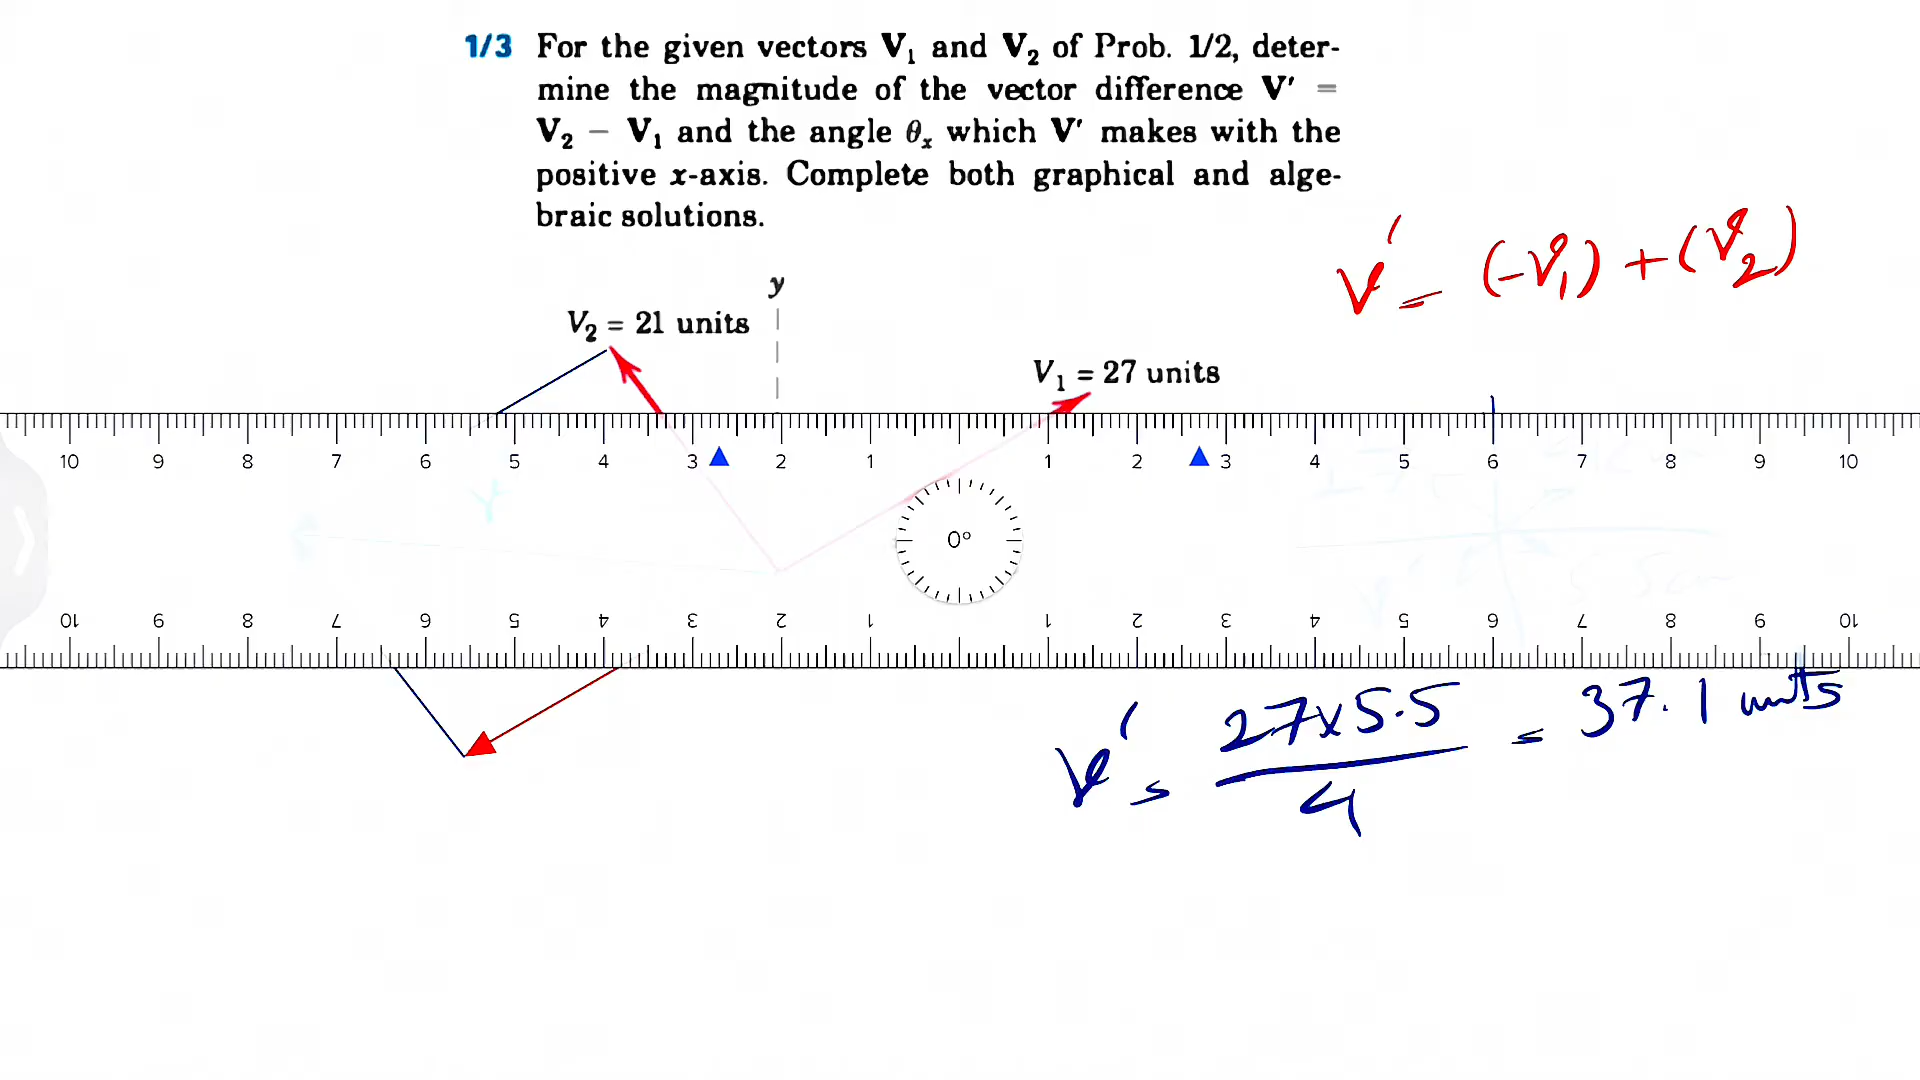 1/3 For the given vectors V₁ and V₂ of Prob. 1/2, deter-
mine the magnitude of the vector difference V′ =
V₂ − V₁ and the angle θₓ which V′ makes with the
positive x-axis. Complete both graphical and alge-
braic solutions.
V′ = (-V₁) + (V₂)
y
V₂ = 21 units
V₁ = 27 units
10 9 8 7 6 5 4 3 2 1 1 2 3 4 5 6 7 8 9 10
0°
10 9 8 7 6 5 4 3 2 1 1 2 3 4 5 6 7 8 9 10
V′ = 27x5.5 / 4 = 37.1 units